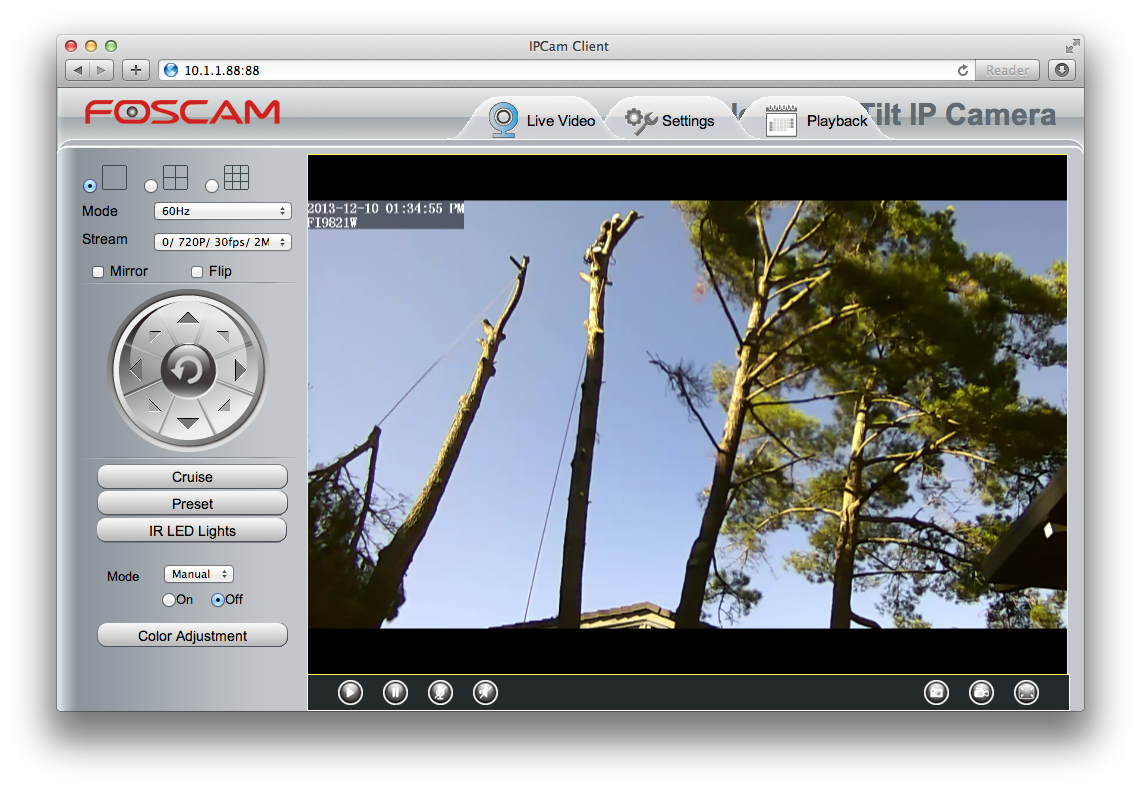 IPCam Client
10.1.1.88:88
Reader
FOSCAM
Live Video
Settings
Playback
Tilt IP Camera
Mode
60Hz
Stream
0/ 720P/ 30fps/ 2M
Mirror
Flip
2013-12-10 01:34:55 PM
FI9821W
Cruise
Preset
IR LED Lights
Mode
Manual
On
Off
Color Adjustment